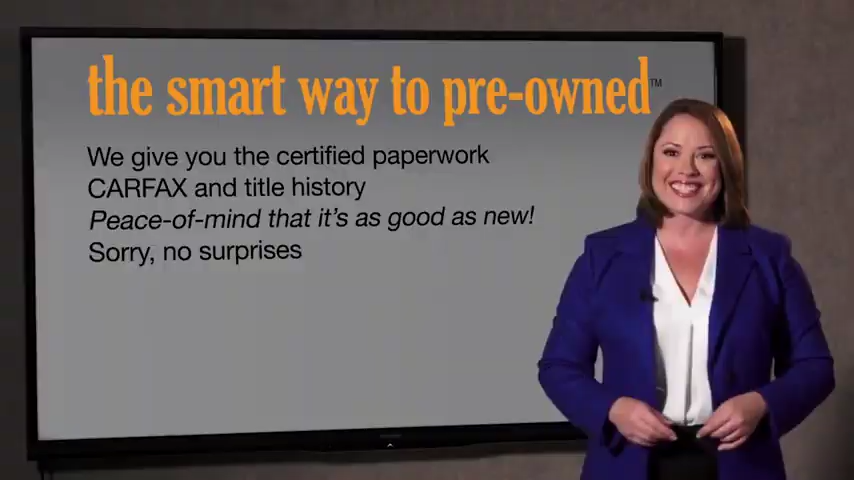 the smart way to pre-owned™
We give you the certified paperwork
CARFAX and title history
Peace-of-mind that it's as good as new!
Sorry, no surprises